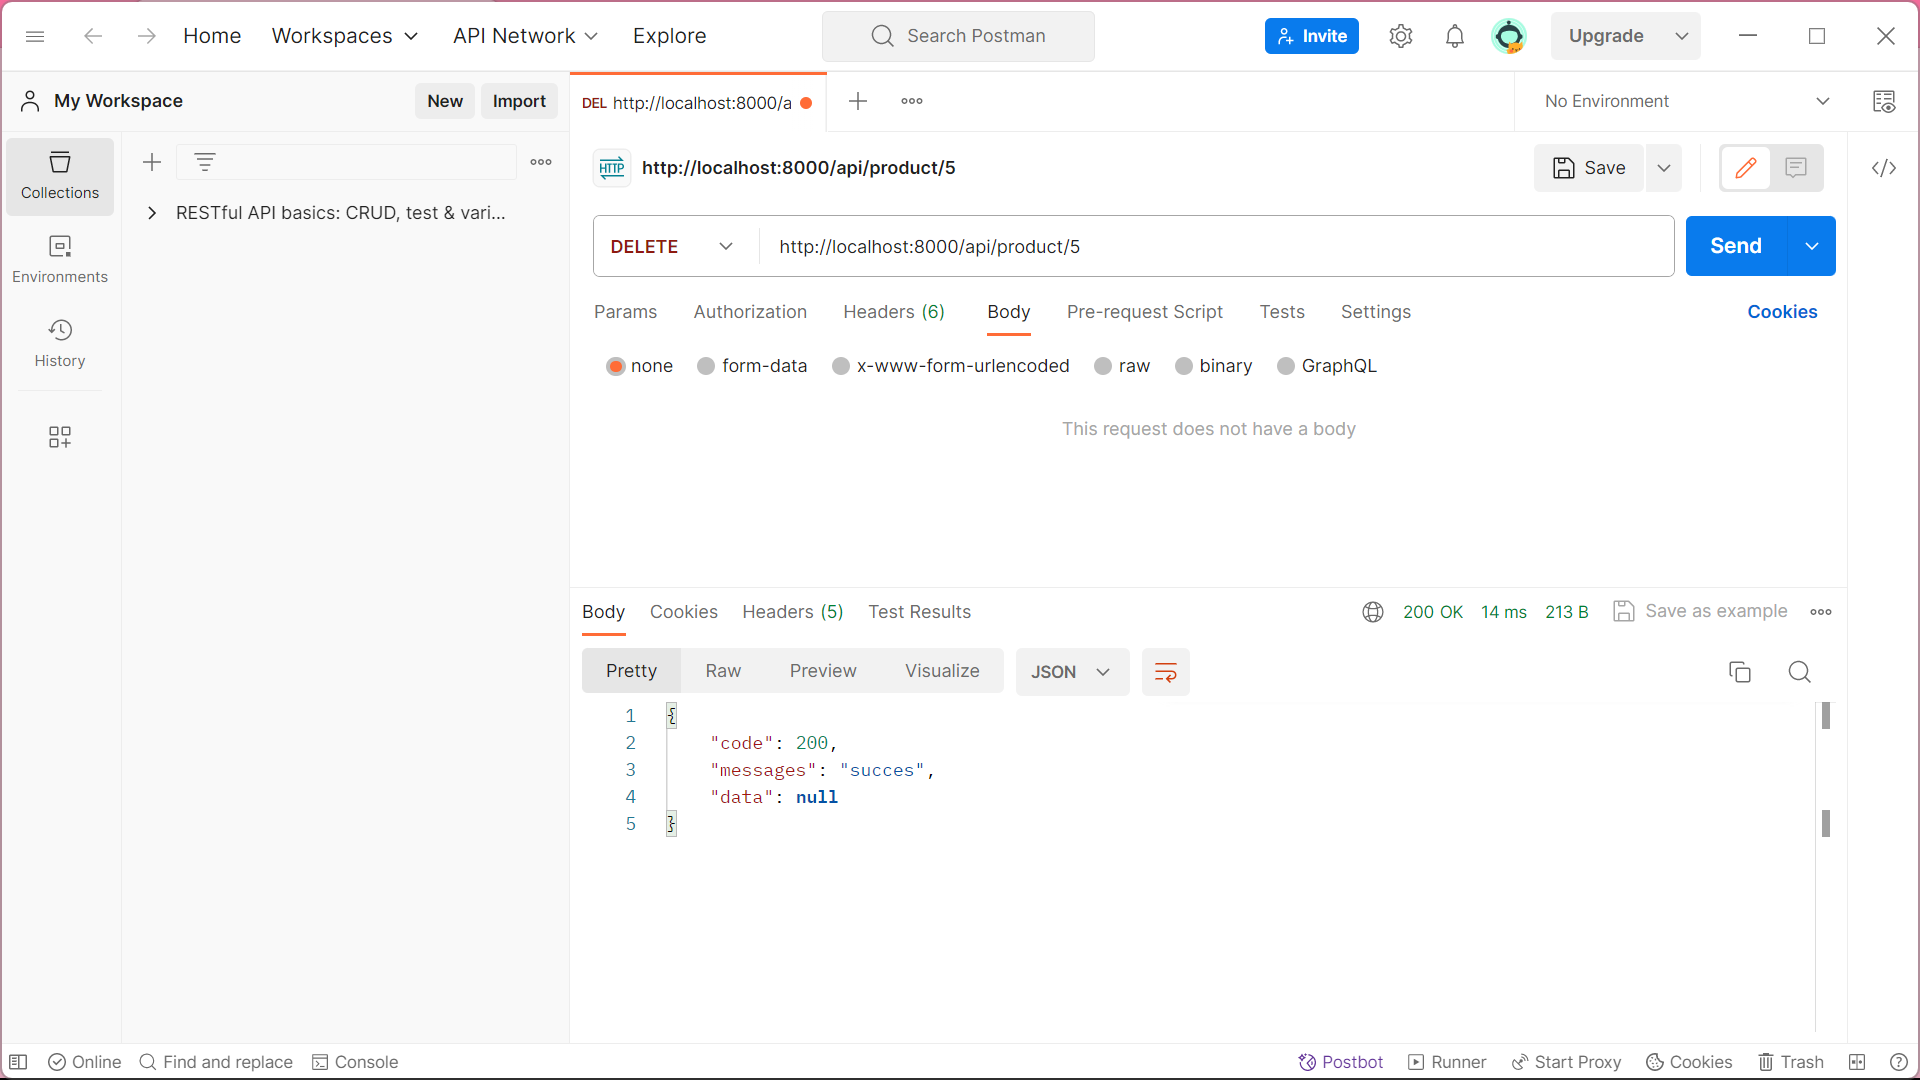 Home Workspaces API Network Explore Search Postman Invite Upgrade
My Workspace New Import DEL http://localhost:8000/a No Environment
Collections
RESTful API basics: CRUD, test & vari...
Environments
History
HTTP http://localhost:8000/api/product/5 Save
DELETE http://localhost:8000/api/product/5 Send
Params Authorization Headers (6) Body Pre-request Script Tests Settings Cookies
none form-data x-www-form-urlencoded raw binary GraphQL
This request does not have a body
Body Cookies Headers (5) Test Results 200 OK 14 ms 213 B Save as example
Pretty Raw Preview Visualize JSON
1 {
2 "code": 200,
3 "messages": "succes",
4 "data": null
5 }
Online Find and replace Console Postbot Runner Start Proxy Cookies Trash